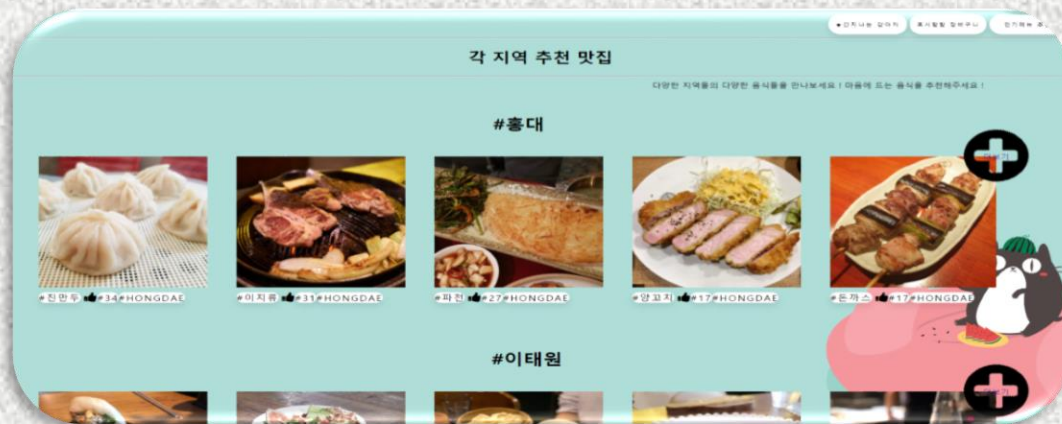 각 지역 추천 맛집
다양한 지역들의 다양한 음식들을 만나보세요 ! 마음에 드는 음식을 추천해주세요 !
#홍대
더보기
#진만두 #34 #HONGDAE
#이치류 #31 #HONGDAE
#파전 #27 #HONGDAE
#양꼬치 #17 #HONGDAE
#돈까스 #17 #HONGDAE
#이태원